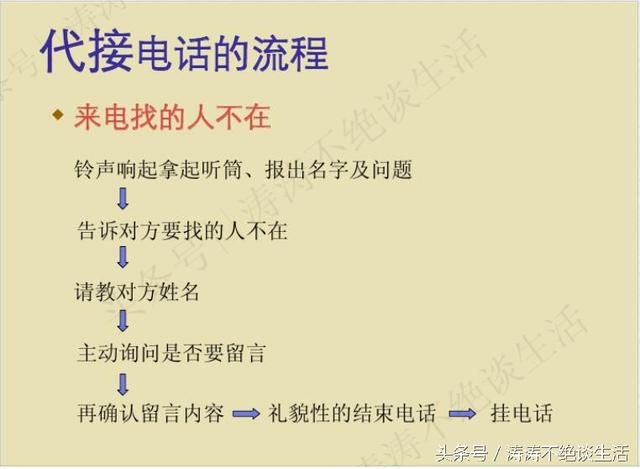 代接电话的流程
来电找的人不在
铃声响起拿起听筒、报出名字及问题
告诉对方要找的人不在
请教对方姓名
主动询问是否要留言
再确认留言内容 礼貌性的结束电话 挂电话
头条号 / 涛涛不绝谈生活